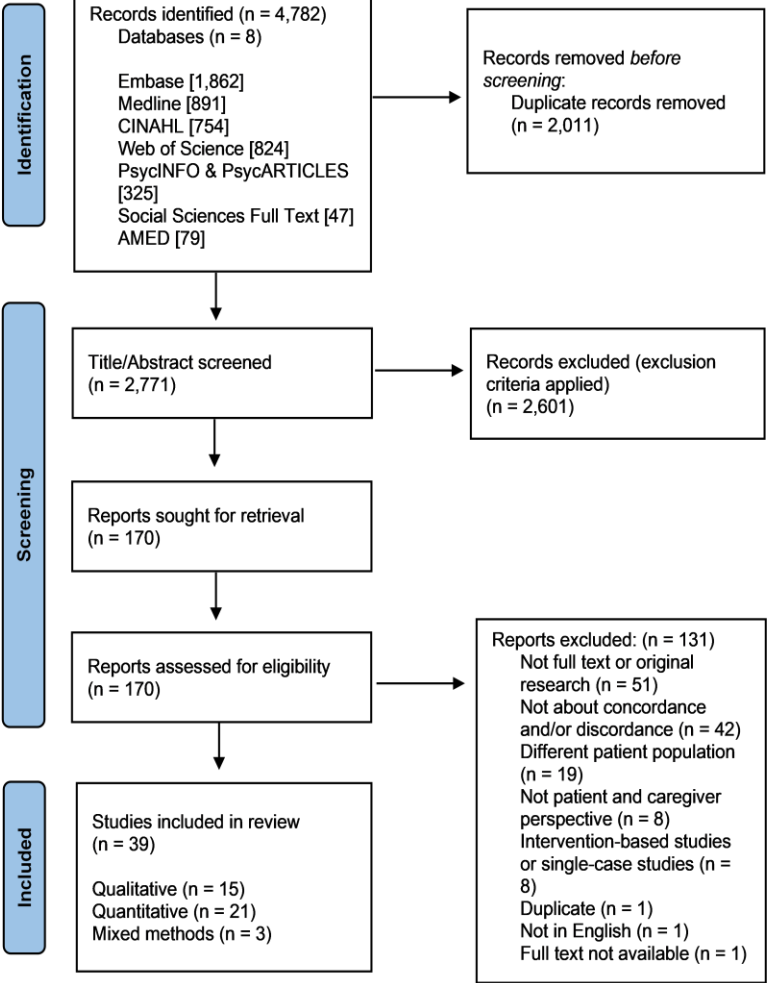 Identification
Records identified (n = 4,782)
Databases (n = 8)
Embase [1,862]
Medline [891]
CINAHL [754]
Web of Science [824]
PsycINFO & PsycARTICLES
[325]
Social Sciences Full Text [47]
AMED [79]
Records removed before
screening:
Duplicate records removed
(n = 2,011)
Screening
Title/Abstract screened
(n = 2,771)
Records excluded (exclusion
criteria applied)
(n = 2,601)
Reports sought for retrieval
(n = 170)
Reports assessed for eligibility
(n = 170)
Reports excluded: (n = 131)
Not full text or original
research (n = 51)
Not about concordance
and/or discordance (n = 42)
Different patient population
(n = 19)
Not patient and caregiver
perspective (n = 8)
Intervention-based studies
or single-case studies (n =
8)
Duplicate (n = 1)
Not in English (n = 1)
Full text not available (n = 1)
Included
Studies included in review
(n = 39)
Qualitative (n = 15)
Quantitative (n = 21)
Mixed methods (n = 3)